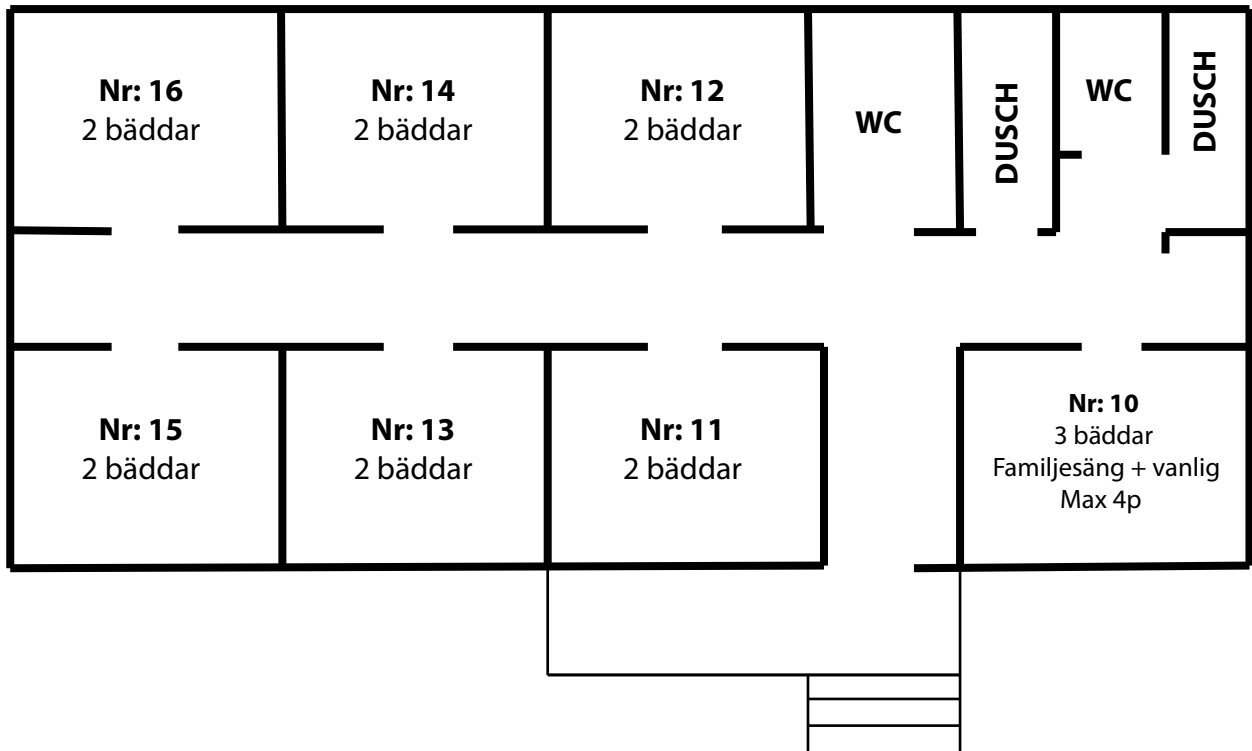 Nr: 16
2 bäddar
Nr: 14
2 bäddar
Nr: 12
2 bäddar
WC
DUSCH
WC
DUSCH
Nr: 15
2 bäddar
Nr: 13
2 bäddar
Nr: 11
2 bäddar
Nr: 10
3 bäddar
Familjesäng + vanlig
Max 4p